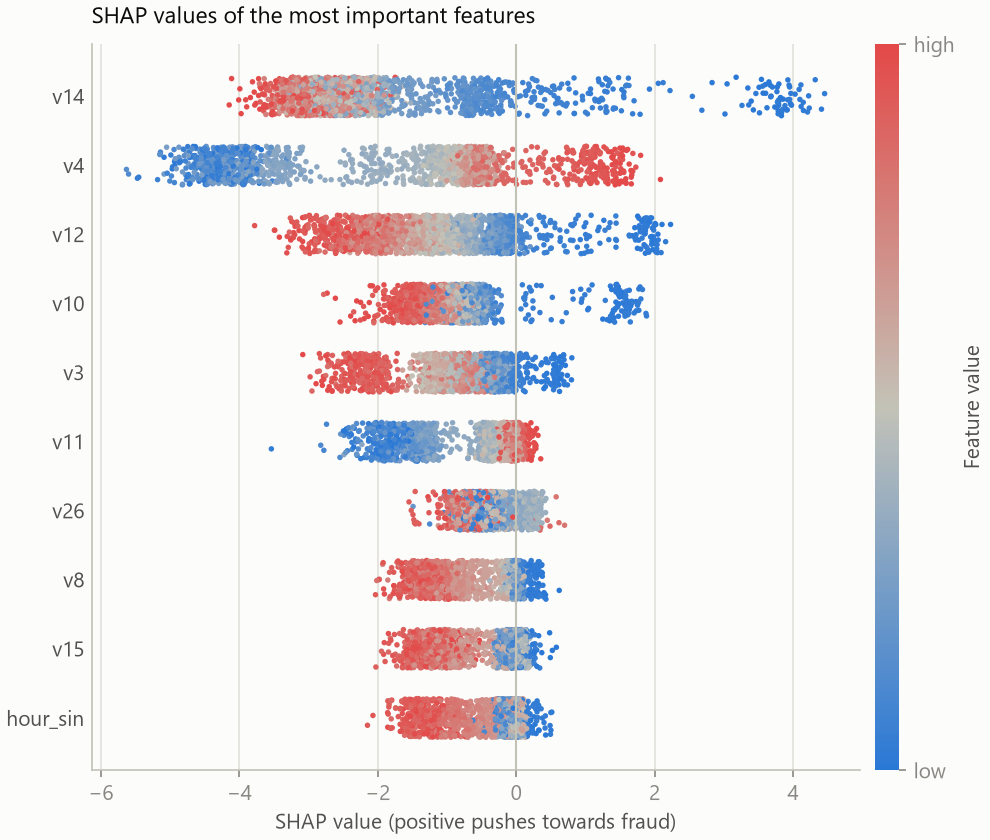 SHAP values of the most important features
high
v14
v4
v12
v10
v3
v11
v26
v8
v15
hour_sin
Feature value
low
−6 −4 −2 0 2 4
SHAP value (positive pushes towards fraud)